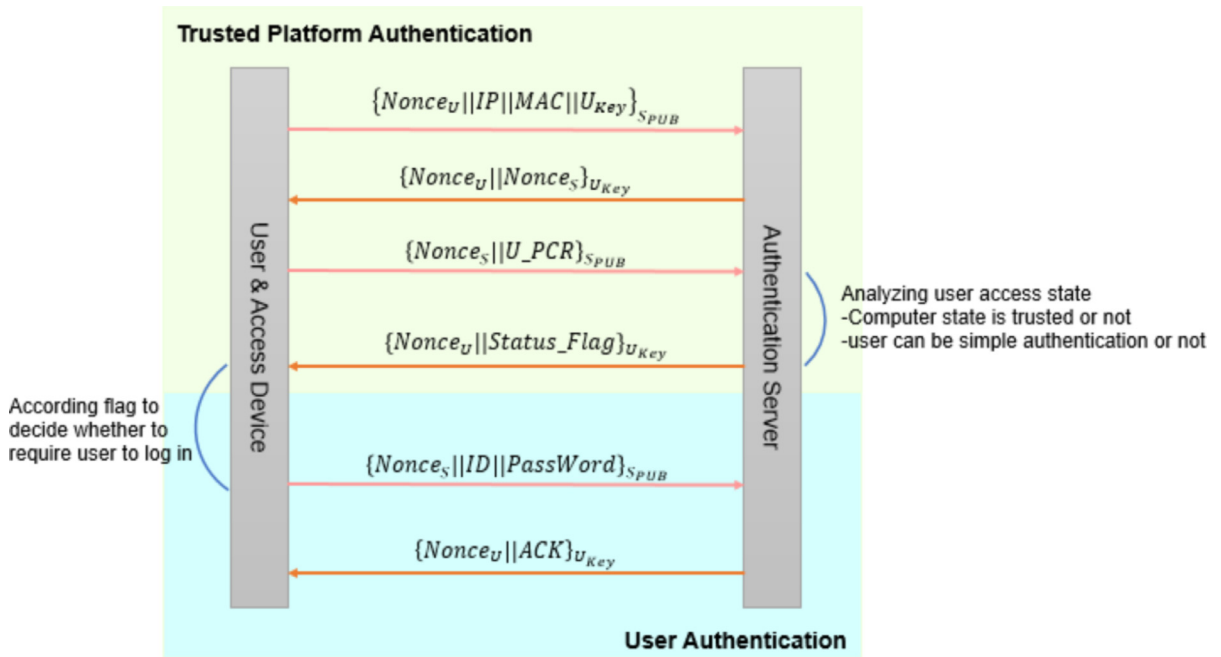 Trusted Platform Authentication
{Nonce_U||IP||MAC||U_Key}_S_PUB
{Nonce_U||Nonce_S}_U_Key
{Nonce_S||U_PCR}_S_PUB
{Nonce_U||Status_Flag}_U_Key
User & Access Device
Authentication Server
Analyzing user access state
-Computer state is trusted or not
-user can be simple authentication or not
According flag to
decide whether to
require user to log in
{Nonce_S||ID||PassWord}_S_PUB
{Nonce_U||ACK}_U_Key
User Authentication